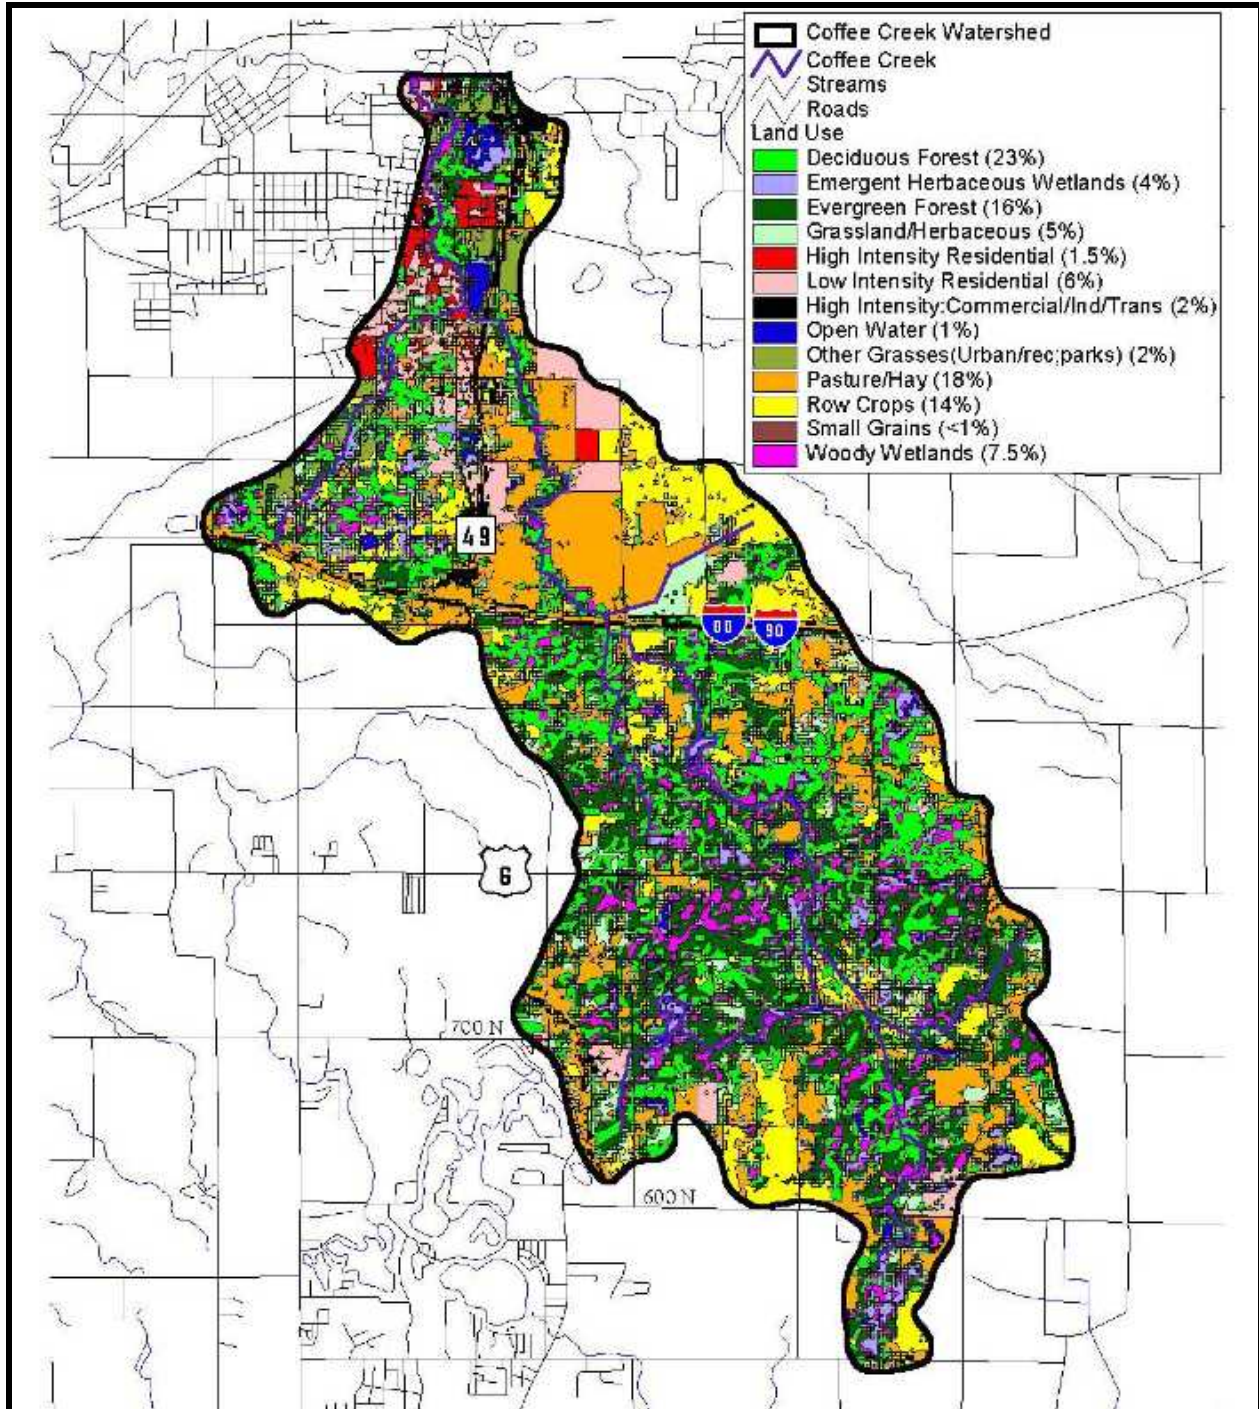 Coffee Creek Watershed
Coffee Creek
Streams
Roads
Land Use
Deciduous Forest (23%)
Emergent Herbaceous Wetlands (4%)
Evergreen Forest (16%)
Grassland/Herbaceous (5%)
High Intensity Residential (1.5%)
Low Intensity Residential (6%)
High Intensity:Commercial/Ind/Trans (2%)
Open Water (1%)
Other Grasses(Urban/rec;parks) (2%)
Pasture/Hay (18%)
Row Crops (14%)
Small Grains (<1%)
Woody Wetlands (7.5%)
49
80 90
6
700 N
600 N